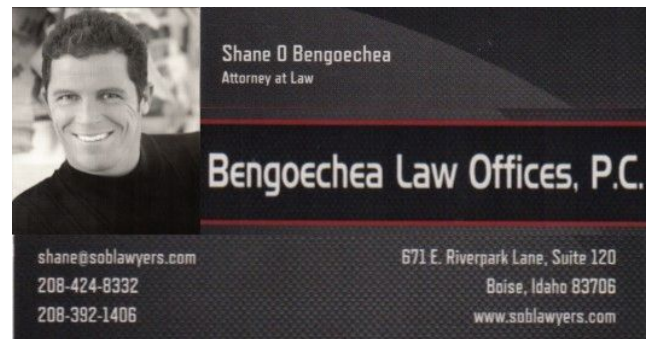 Shane O Bengoechea
Attorney at Law
Bengoechea Law Offices, P.C.
shane@soblawyers.com
208-424-8332
208-392-1406
671 E. Riverpark Lane, Suite 120
Boise, Idaho 83706
www.soblawyers.com